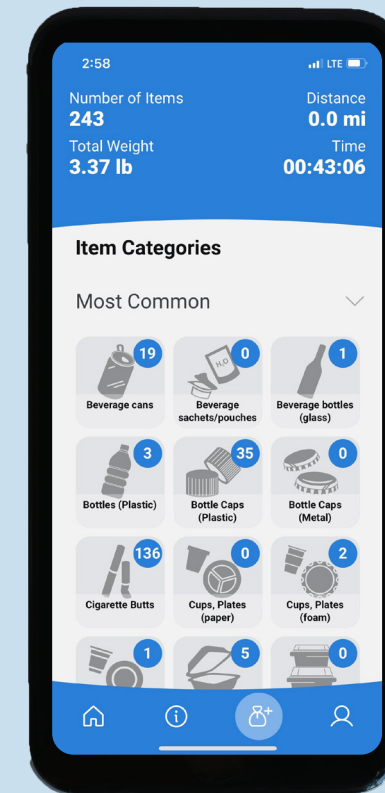 2:58
LTE
Number of Items
Distance
243
0.0 mi
Total Weight
Time
3.37 lb
00:43:06
Item Categories
Most Common
19
0
1
H₂O
Beverage cans
Beverage
sachets/pouches
Beverage bottles
(glass)
3
35
0
Bottles (Plastic)
Bottle Caps
(Plastic)
Bottle Caps
(Metal)
136
0
2
Cigarette Butts
Cups, Plates
(paper)
Cups, Plates
(foam)
1
5
0